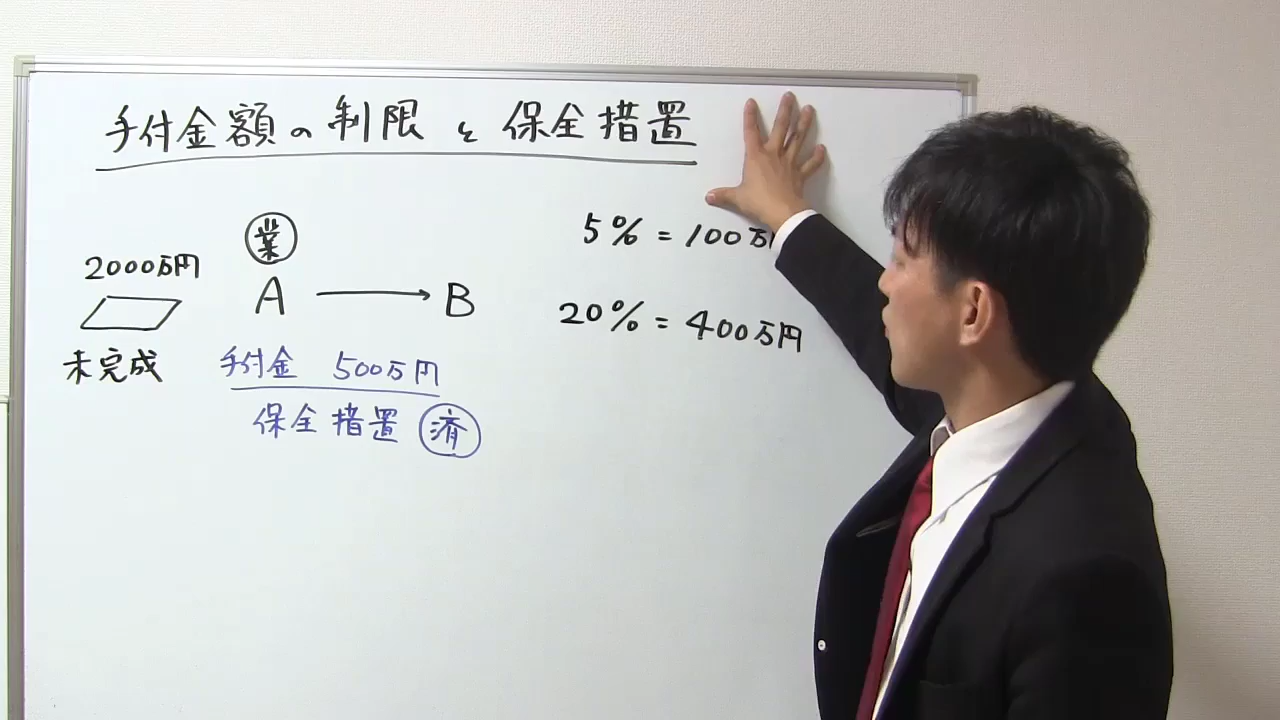 手付金額の制限と保全措置
2000万円
業
A → B
未完成
手付金 500万円
保全措置 済
5% = 100万
20% = 400万円